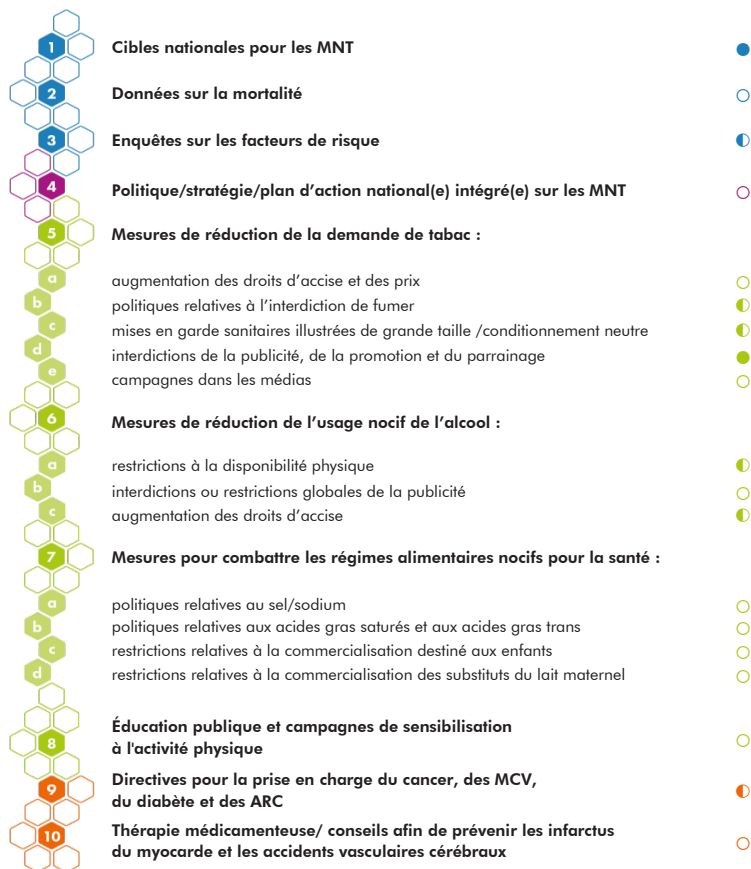 1 Cibles nationales pour les MNT ●
2 Données sur la mortalité ○
3 Enquêtes sur les facteurs de risque ◐
4 Politique/stratégie/plan d'action national(e) intégré(e) sur les MNT ○
5 Mesures de réduction de la demande de tabac :
a augmentation des droits d'accise et des prix ○
b politiques relatives à l'interdiction de fumer ◐
c mises en garde sanitaires illustrées de grande taille /conditionnement neutre ◐
d interdictions de la publicité, de la promotion et du parrainage ●
e campagnes dans les médias ○
6 Mesures de réduction de l'usage nocif de l'alcool :
a restrictions à la disponibilité physique ◐
b interdictions ou restrictions globales de la publicité ○
c augmentation des droits d'accise ◐
7 Mesures pour combattre les régimes alimentaires nocifs pour la santé :
a politiques relatives au sel/sodium ○
b politiques relatives aux acides gras saturés et aux acides gras trans ○
c restrictions relatives à la commercialisation destiné aux enfants ○
d restrictions relatives à la commercialisation des substituts du lait maternel ○
8 Éducation publique et campagnes de sensibilisation
à l'activité physique ○
9 Directives pour la prise en charge du cancer, des MCV,
du diabète et des ARC ◐
10 Thérapie médicamenteuse/ conseils afin de prévenir les infarctus
du myocarde et les accidents vasculaires cérébraux ○